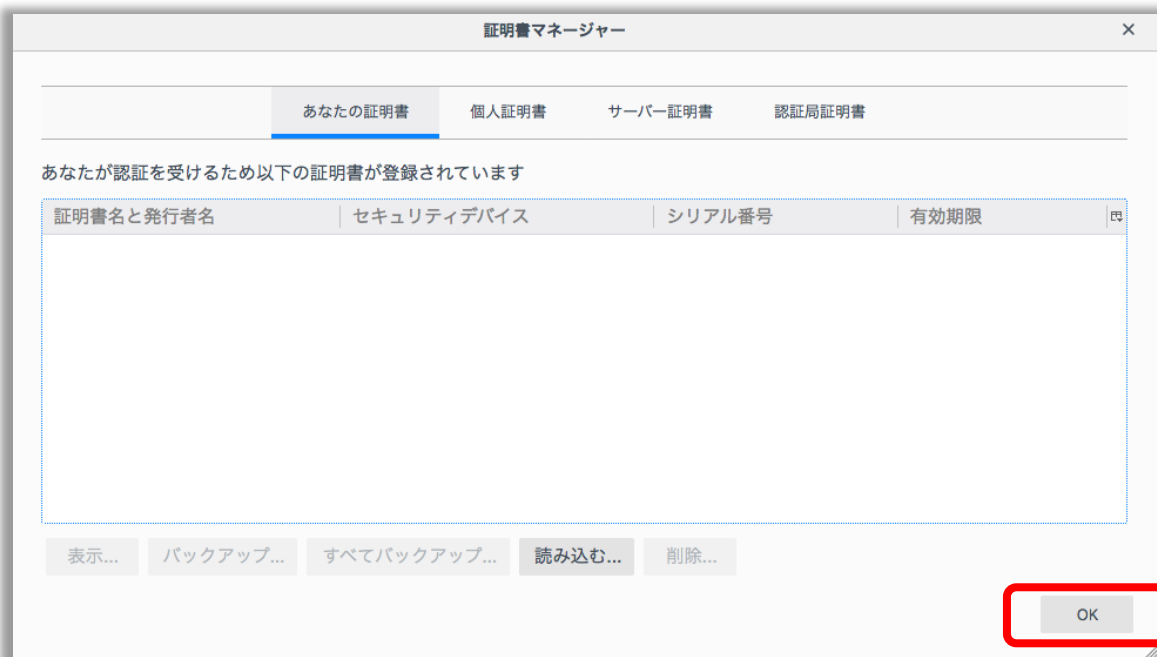 証明書マネージャー
あなたの証明書 個人証明書 サーバー証明書 認証局証明書
あなたが認証を受けるため以下の証明書が登録されています
証明書名と発行者名 セキュリティデバイス シリアル番号 有効期限
表示... バックアップ... すべてバックアップ... 読み込む... 削除...
OK